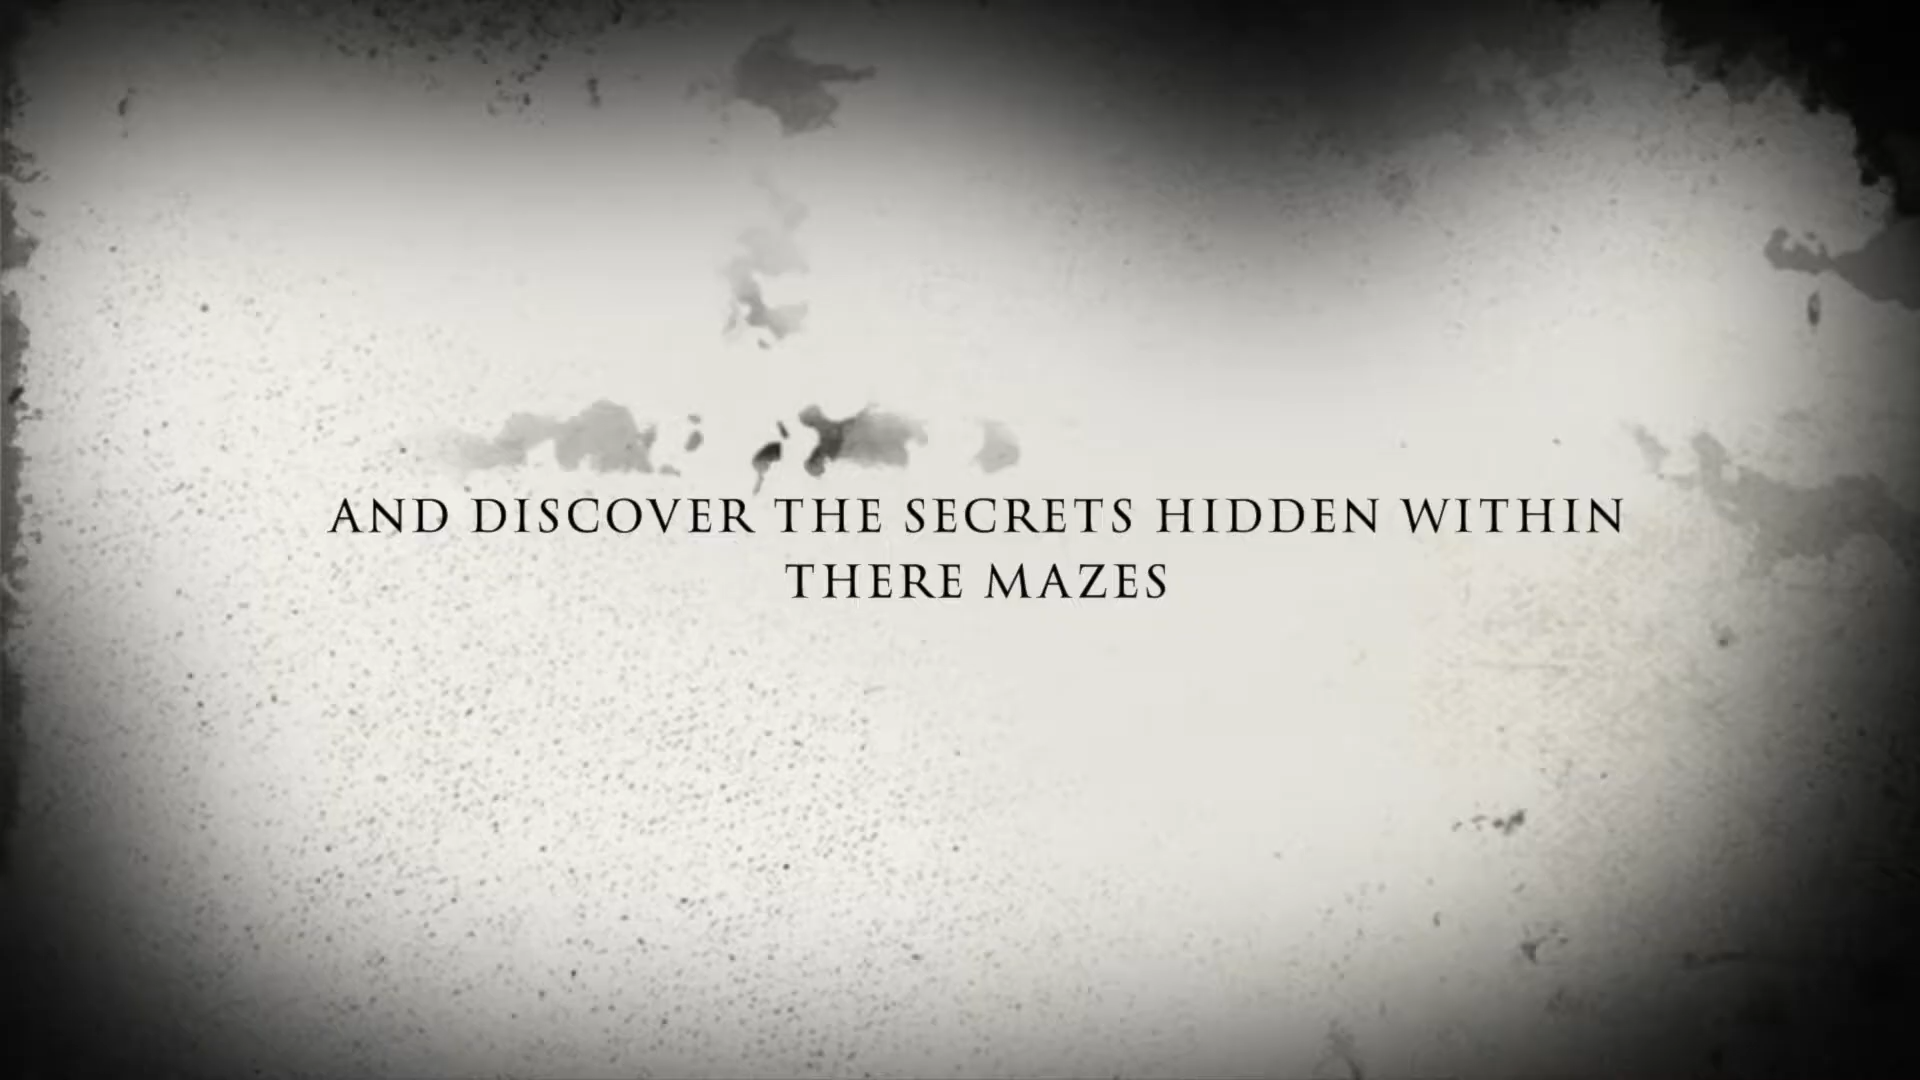 AND DISCOVER THE SECRETS HIDDEN WITHIN
THERE MAZES